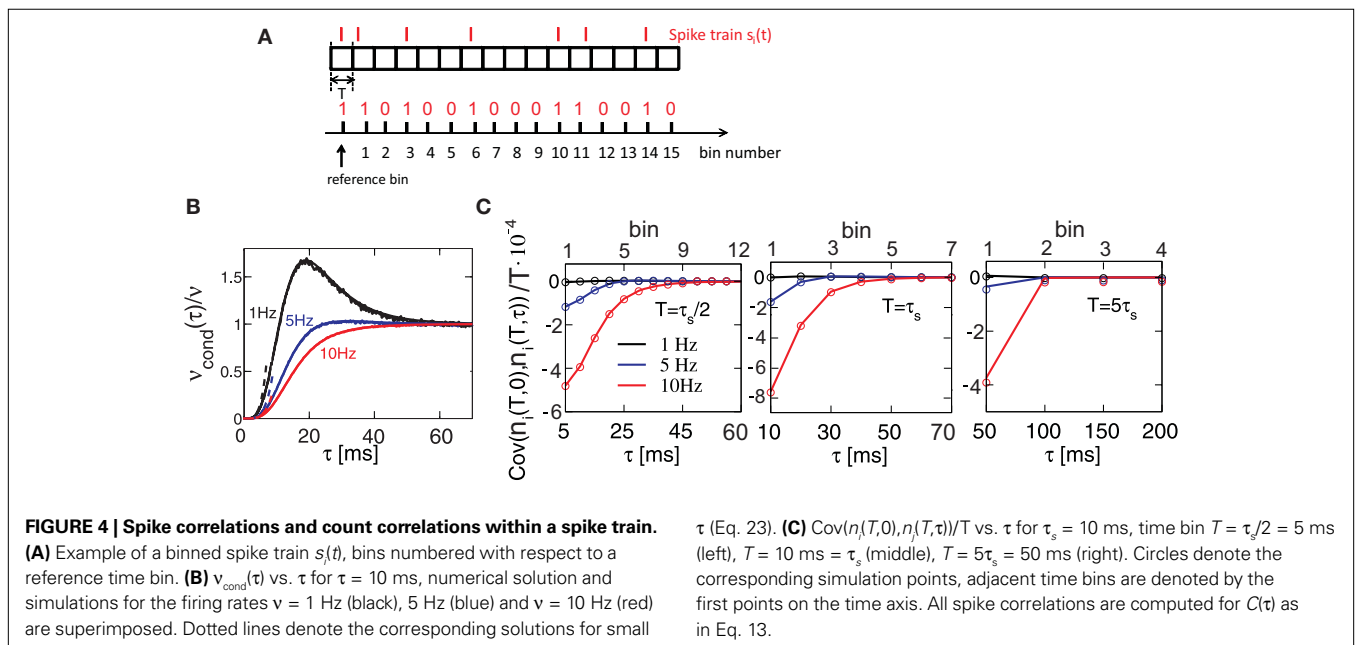 A
Spike train s_i(t)
T
1 1 0 1 0 0 1 0 0 0 1 1 0 0 1 0
1 2 3 4 5 6 7 8 9 10 11 12 13 14 15 bin number
reference bin
B
ν_cond(τ)/ν
1.5
1
0.5
0
1Hz
5Hz
10Hz
0 20 40 60
τ [ms]
C
Cov(n_i(T,0),n_i(T,τ))/T·10^-4
bin
1 5 9 12
0
-2
-4
-6
T=τ_s/2
1 Hz
5 Hz
10Hz
5 25 45 60
τ [ms]
bin
1 3 5 7
0
-2
-4
-6
-8
T=τ_s
10 30 50 70
τ [ms]
bin
1 2 3 4
0
-2
-4
T=5τ_s
50 100 150 200
τ [ms]
FIGURE 4 | Spike correlations and count correlations within a spike train.
(A) Example of a binned spike train s_i(t), bins numbered with respect to a
reference time bin. (B) ν_cond(τ) vs. τ for τ = 10 ms, numerical solution and
simulations for the firing rates ν = 1 Hz (black), 5 Hz (blue) and ν = 10 Hz (red)
are superimposed. Dotted lines denote the corresponding solutions for small
τ (Eq. 23). (C) Cov(n_i(T,0),n_j(T,τ))/T vs. τ for τ_s = 10 ms, time bin T = τ_s/2 = 5 ms
(left), T = 10 ms = τ_s (middle), T = 5τ_s = 50 ms (right). Circles denote the
corresponding simulation points, adjacent time bins are denoted by the
first points on the time axis. All spike correlations are computed for C(τ) as
in Eq. 13.